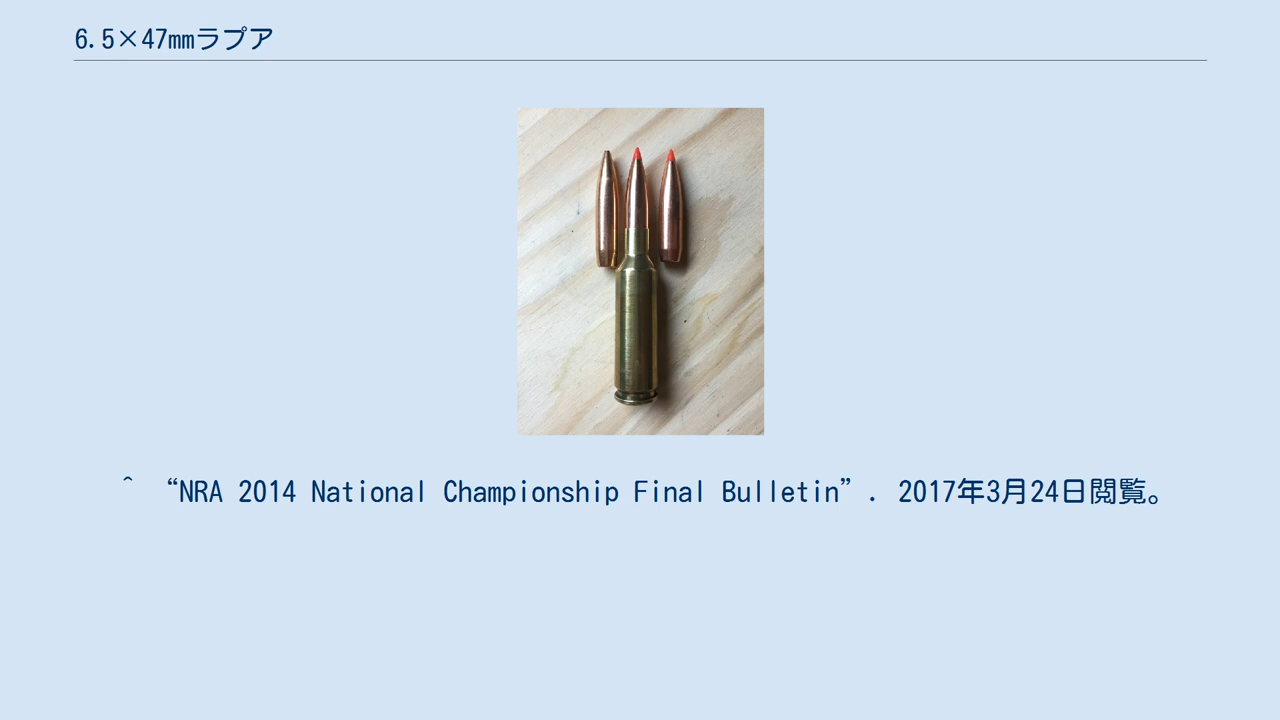 6.5×47mmラプア
^ “NRA 2014 National Championship Final Bulletin”. 2017年3月24日閲覧。